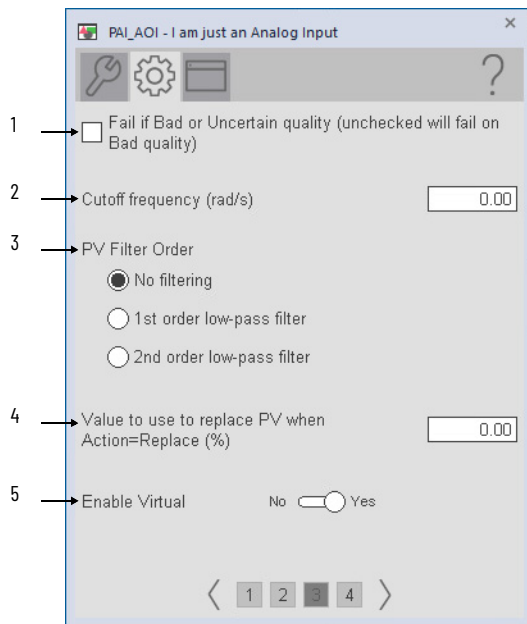 PAI_AOI - I am just an Analog Input
×
?
1
Fail if Bad or Uncertain quality (unchecked will fail on
Bad quality)
2
Cutoff frequency (rad/s)
0.00
3
PV Filter Order
No filtering
1st order low-pass filter
2nd order low-pass filter
4
Value to use to replace PV when
Action=Replace (%)
0.00
5
Enable Virtual
No
Yes
1 2 3 4